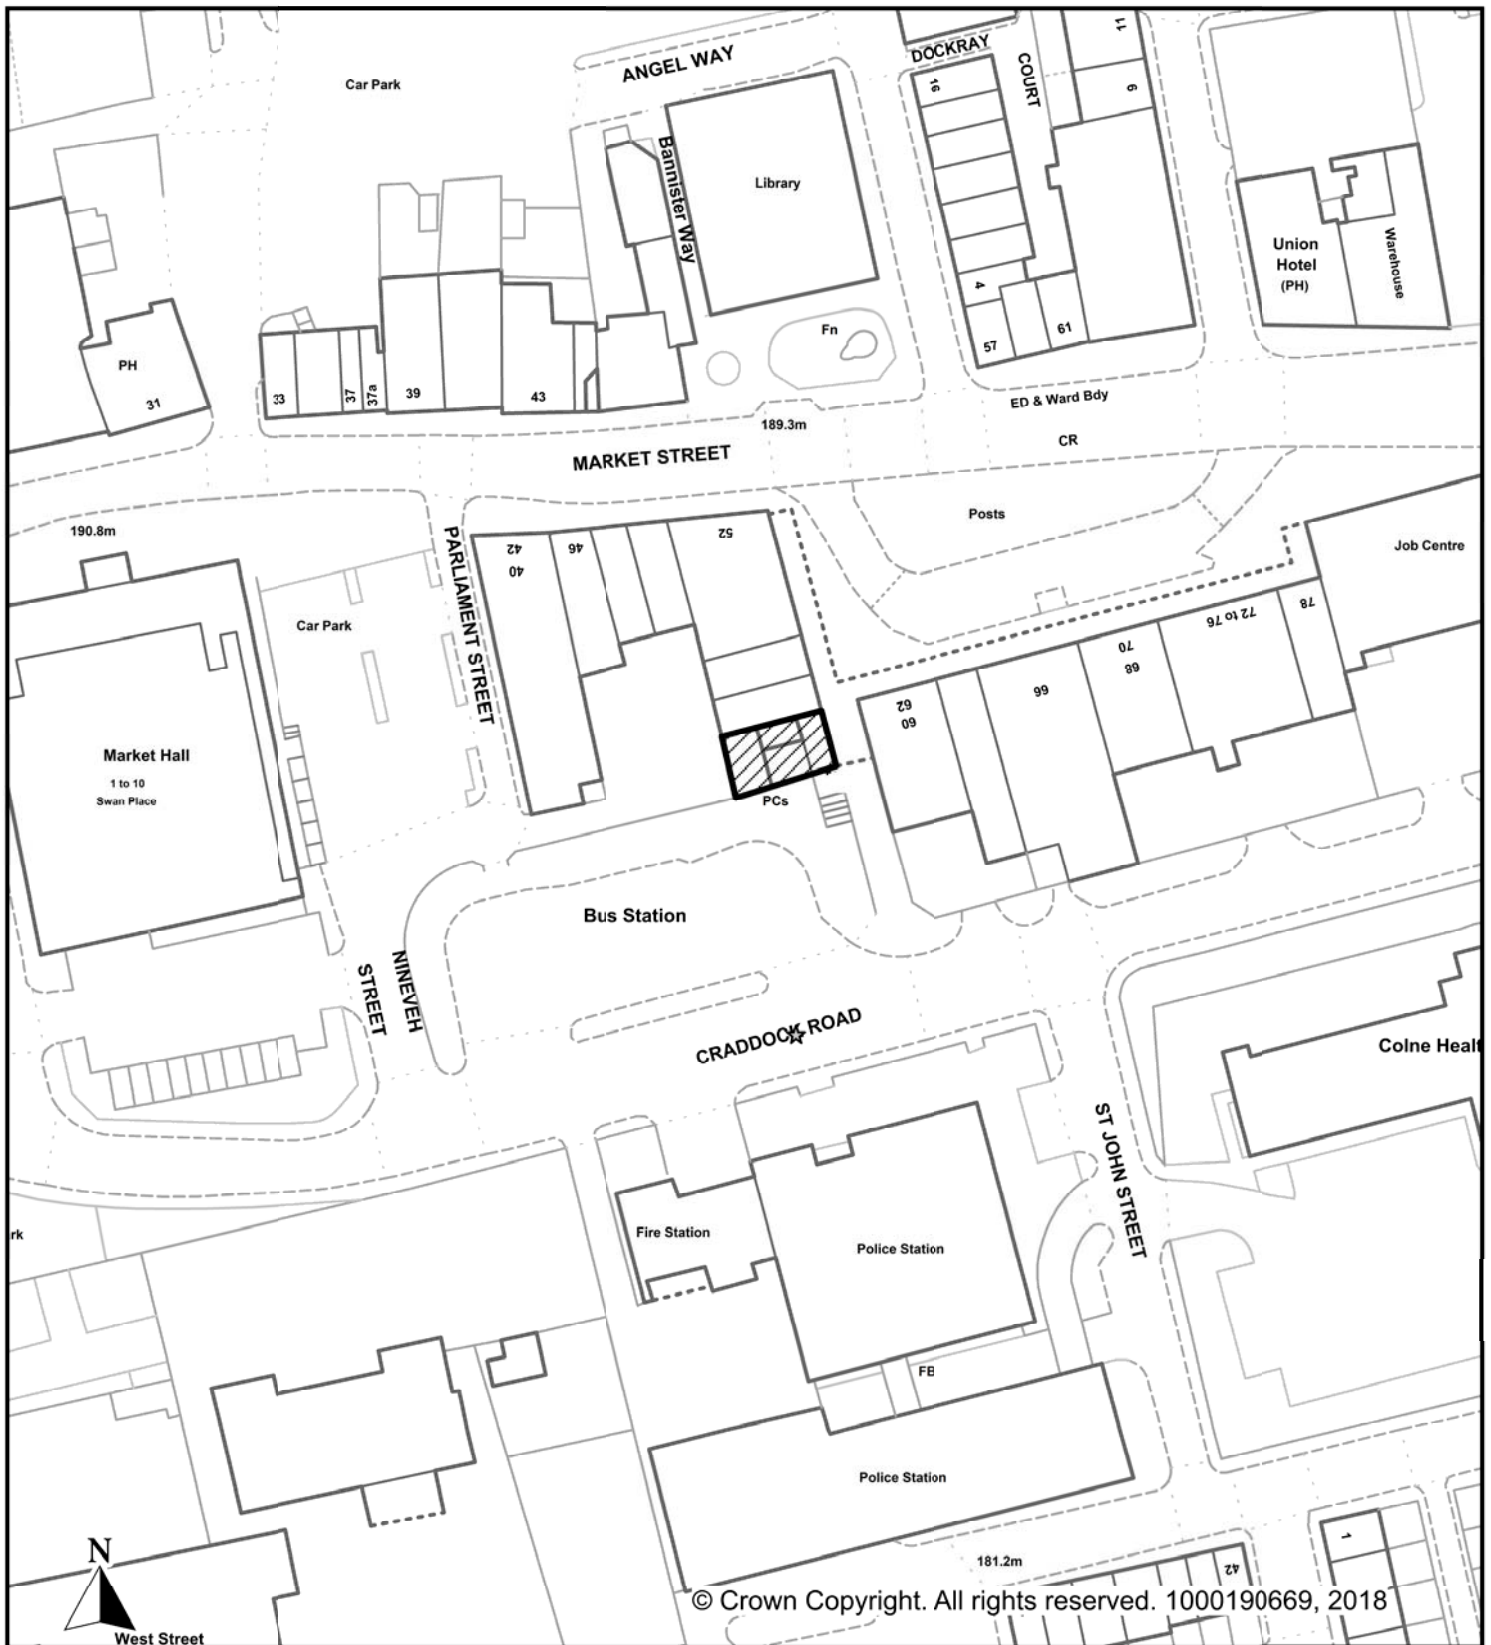 ANGEL WAY
DOCKRAY
COURT
11
9
16
Car Park
Bannister Way
Library
Union
Hotel
(PH)
Warehouse
4
57
61
Fn
PH
31
33
37
37a
39
43
ED & Ward Bdy
189.3m
CR
MARKET STREET
190.8m
Posts
PARLIAMENT STREET
42
40
46
52
Job Centre
Car Park
78
72 to 76
70
68
66
62
60
Market Hall
1 to 10
Swan Place
PCs
Bus Station
NINEVEH
STREET
CRADDOCK ROAD
Colne Healt
ST JOHN STREET
rk
Fire Station
Police Station
FB
Police Station
181.2m
42
1
N
West Street
© Crown Copyright. All rights reserved. 1000190669, 2018